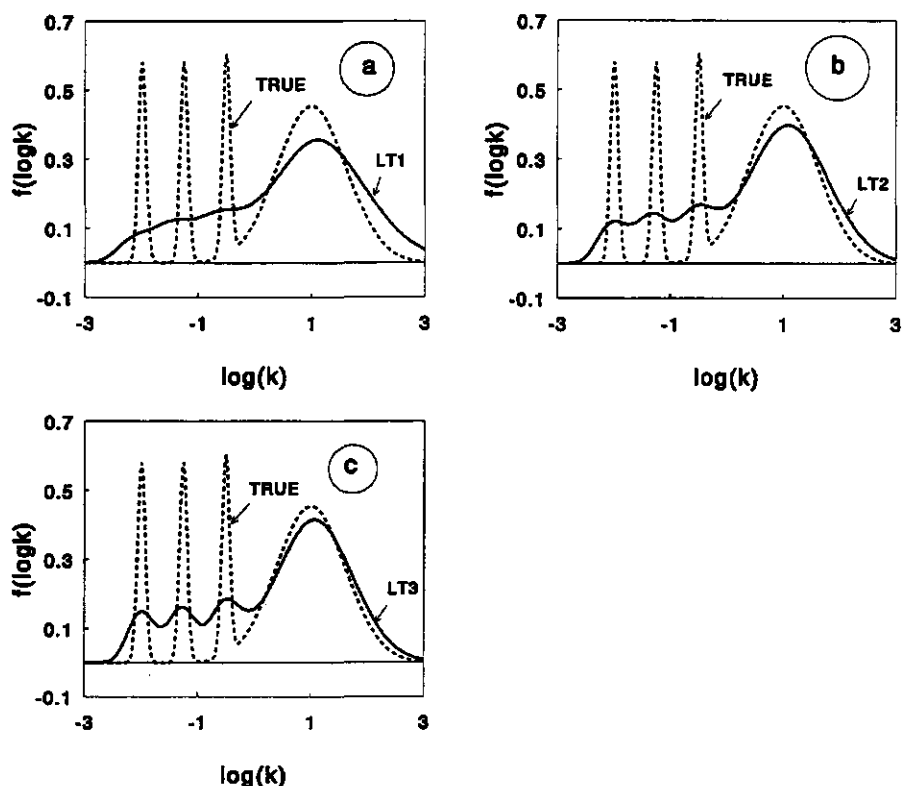 0.7
0.5
0.3
0.1
-0.1
f(logk)
a
TRUE
LT1
-3
-1
1
3
log(k)
0.7
0.5
0.3
0.1
-0.1
f(logk)
b
TRUE
LT2
-3
-1
1
3
log(k)
0.7
0.5
0.3
0.1
-0.1
f(logk)
c
TRUE
LT3
-3
-1
1
3
log(k)